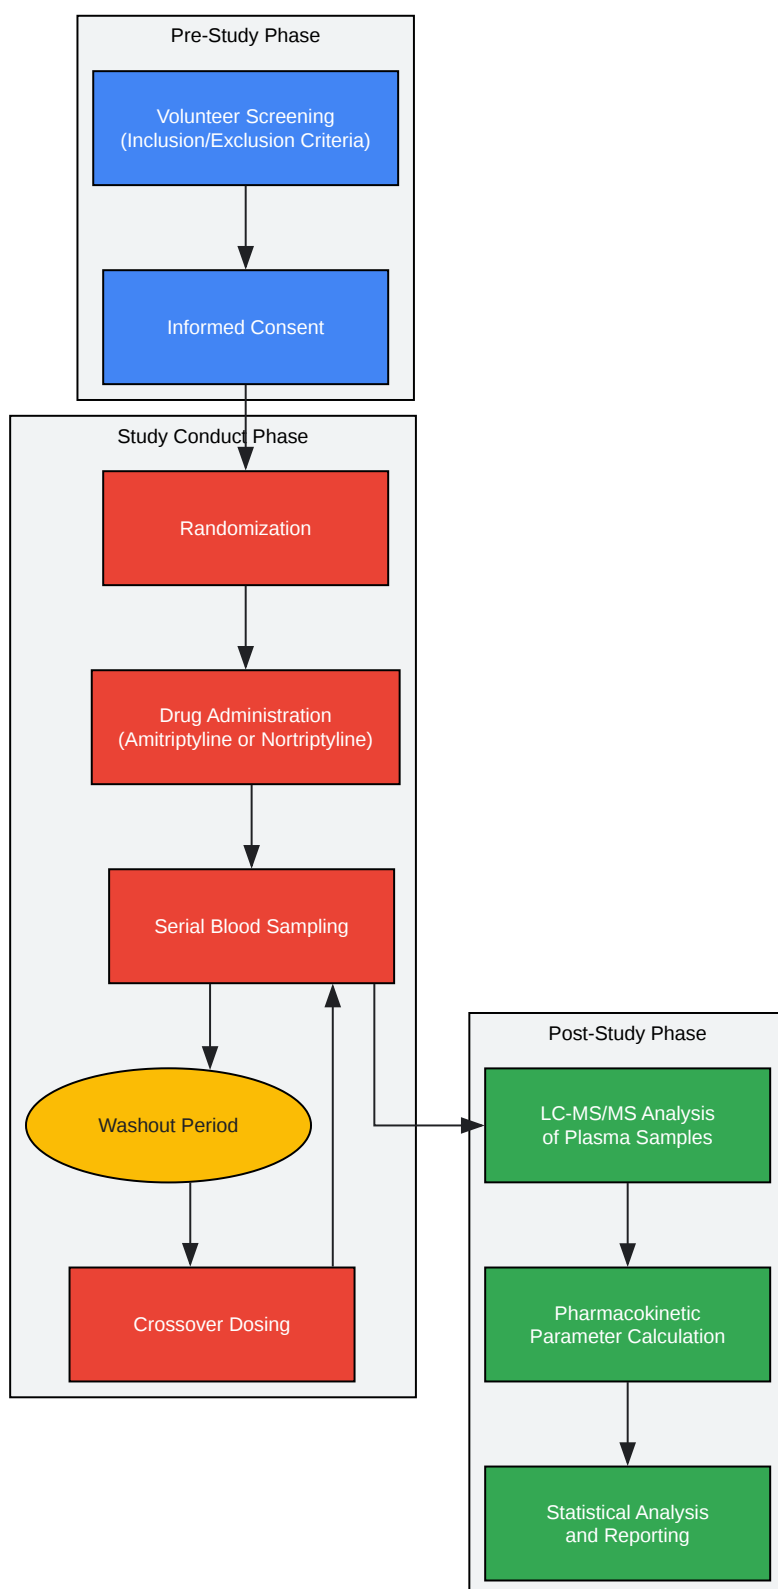 Pre-Study Phase
Volunteer Screening
(Inclusion/Exclusion Criteria)
Informed Consent
Study Conduct Phase
Randomization
Drug Administration
(Amitriptyline or Nortriptyline)
Serial Blood Sampling
Washout Period
Crossover Dosing
Post-Study Phase
LC-MS/MS Analysis
of Plasma Samples
Pharmacokinetic
Parameter Calculation
Statistical Analysis
and Reporting